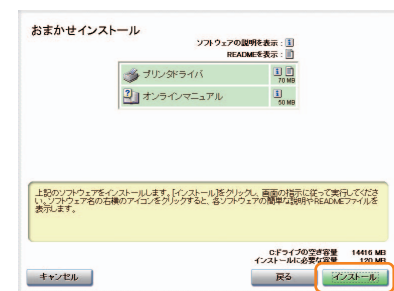 おまかせインストール
ソフトウェアの説明を表示 : i
READMEを表示 :
プリンタドライバ
i
70 MB
オンラインマニュアル
i
50 MB
上記のソフトウェアをインストールします。[インストール]をクリックし、画面の指示に従って実行してくださ
い。ソフトウェア名の右横のアイコンをクリックすると、各ソフトウェアの簡単な説明やREADMEファイルを
表示します。
C:ドライブの空き容量 14416 MB
インストールに必要な容量 120 MB
キャンセル
戻る
インストール